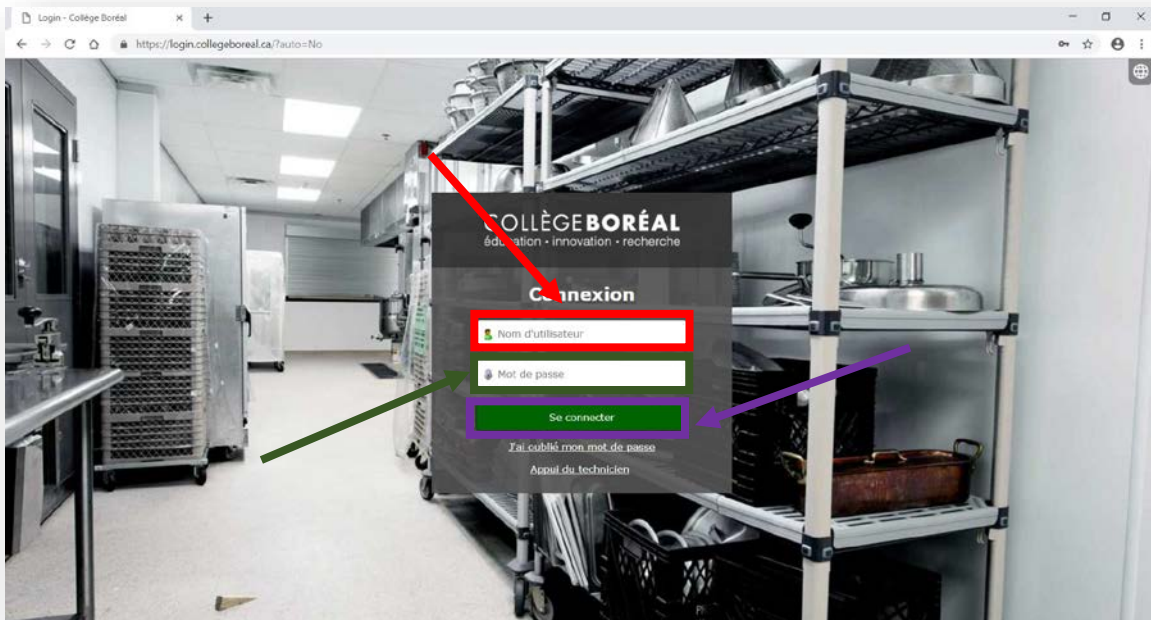 Login - Collège Boréal
https://login.collegeboreal.ca/?auto=No
COLLÈGEBORÉAL
éducation • innovation • recherche
Connexion
Nom d'utilisateur
Mot de passe
Se connecter
J'ai oublié mon mot de passe
Appui du technicien